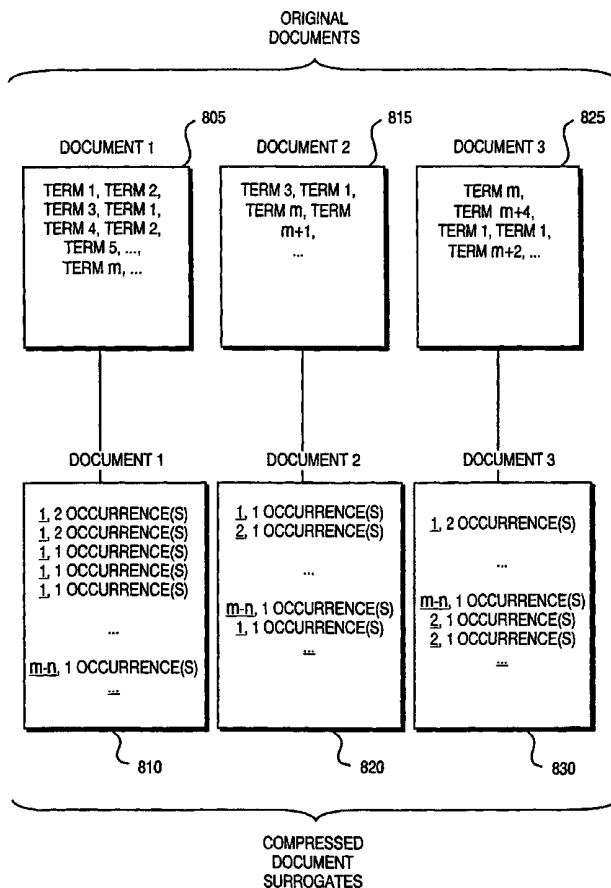 ORIGINAL
DOCUMENTS
805
815
825
DOCUMENT 1
DOCUMENT 2
DOCUMENT 3
TERM 1, TERM 2,
TERM 3, TERM 1,
TERM 4, TERM 2,
TERM 5, ...,
TERM m, ...
TERM 3, TERM 1,
TERM m, TERM
m+1,
...
TERM m,
TERM m+4,
TERM 1, TERM 1,
TERM m+2, ...
DOCUMENT 1
DOCUMENT 2
DOCUMENT 3
1, 2 OCCURRENCE(S)
1, 2 OCCURRENCE(S)
1, 1 OCCURRENCE(S)
1, 1 OCCURRENCE(S)
1, 1 OCCURRENCE(S)
...
m-n, 1 OCCURRENCE(S)
...
1, 1 OCCURRENCE(S)
2, 1 OCCURRENCE(S)
...
m-n, 1 OCCURRENCE(S)
1, 1 OCCURRENCE(S)
...
1, 2 OCCURRENCE(S)
...
m-n, 1 OCCURRENCE(S)
2, 1 OCCURRENCE(S)
2, 1 OCCURRENCE(S)
...
810
820
830
COMPRESSED
DOCUMENT
SURROGATES